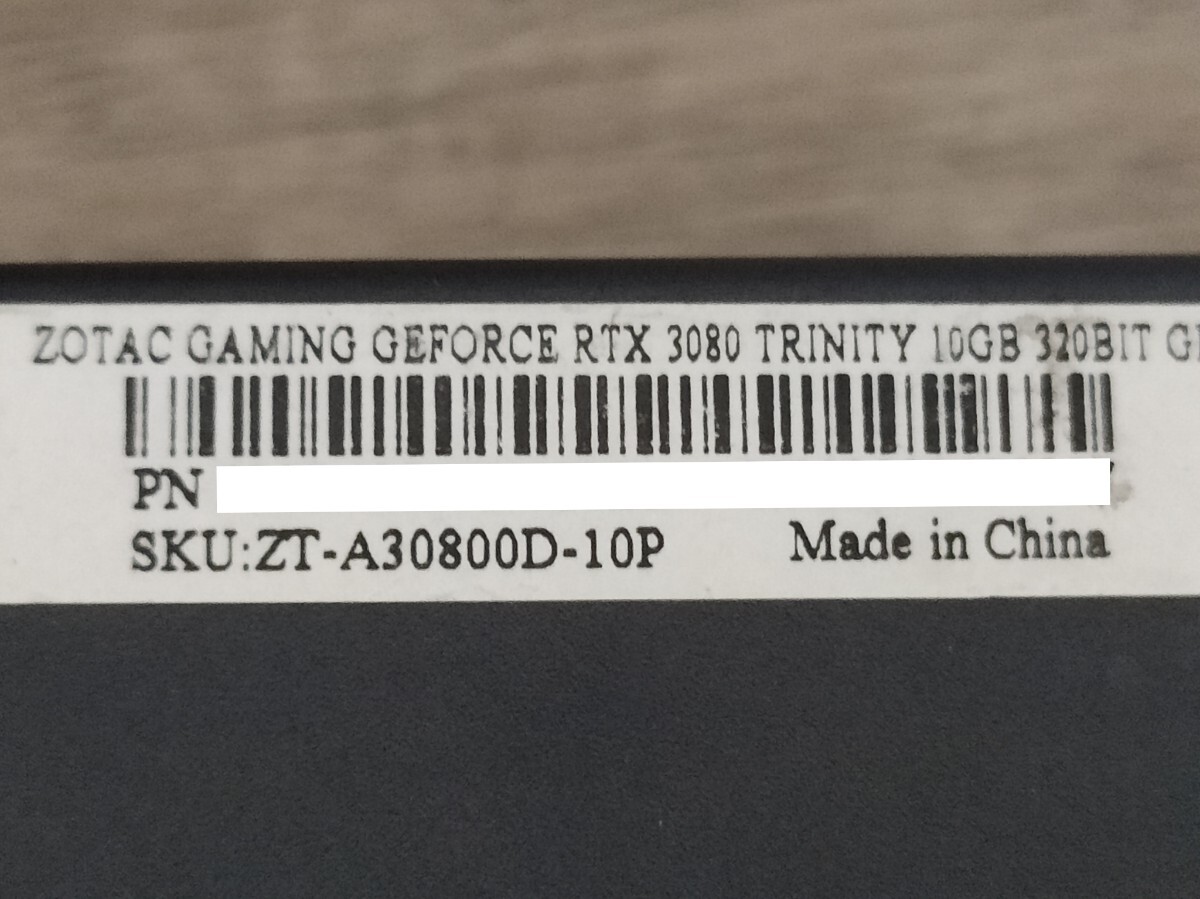 ZOTAC GAMING GEFORCE RTX 3080 TRINITY 10GB 320BIT
PN
SKU:ZT-A30800D-10P Made in China